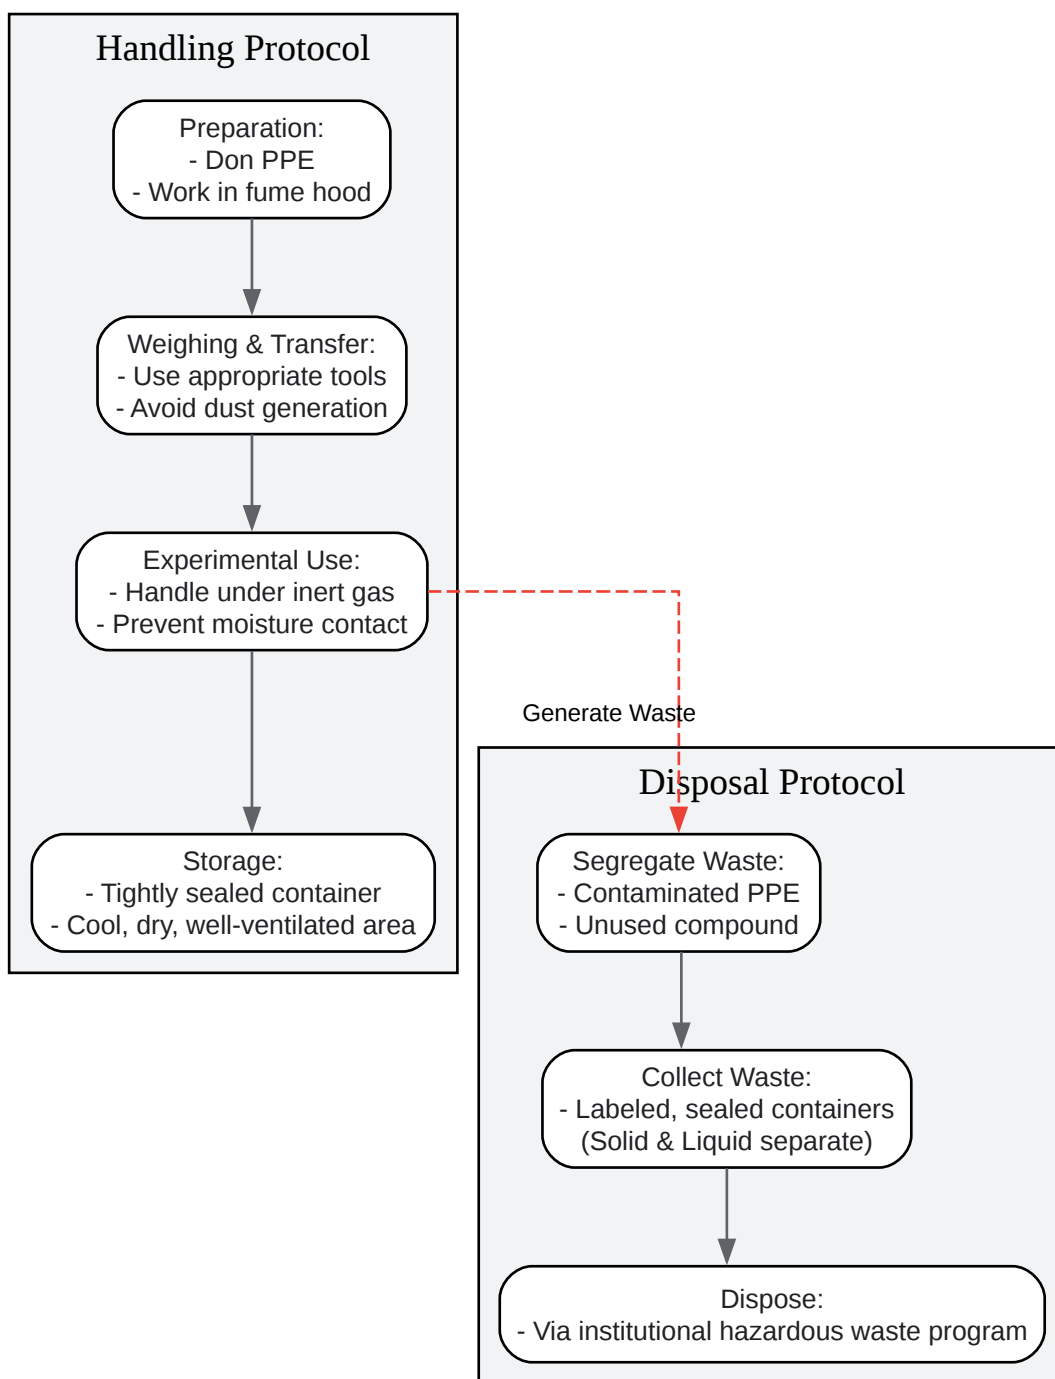 Handling Protocol
Preparation:
- Don PPE
- Work in fume hood
Weighing & Transfer:
- Use appropriate tools
- Avoid dust generation
Experimental Use:
- Handle under inert gas
- Prevent moisture contact
Storage:
- Tightly sealed container
- Cool, dry, well-ventilated area
Generate Waste
Disposal Protocol
Segregate Waste:
- Contaminated PPE
- Unused compound
Collect Waste:
- Labeled, sealed containers
(Solid & Liquid separate)
Dispose:
- Via institutional hazardous waste program